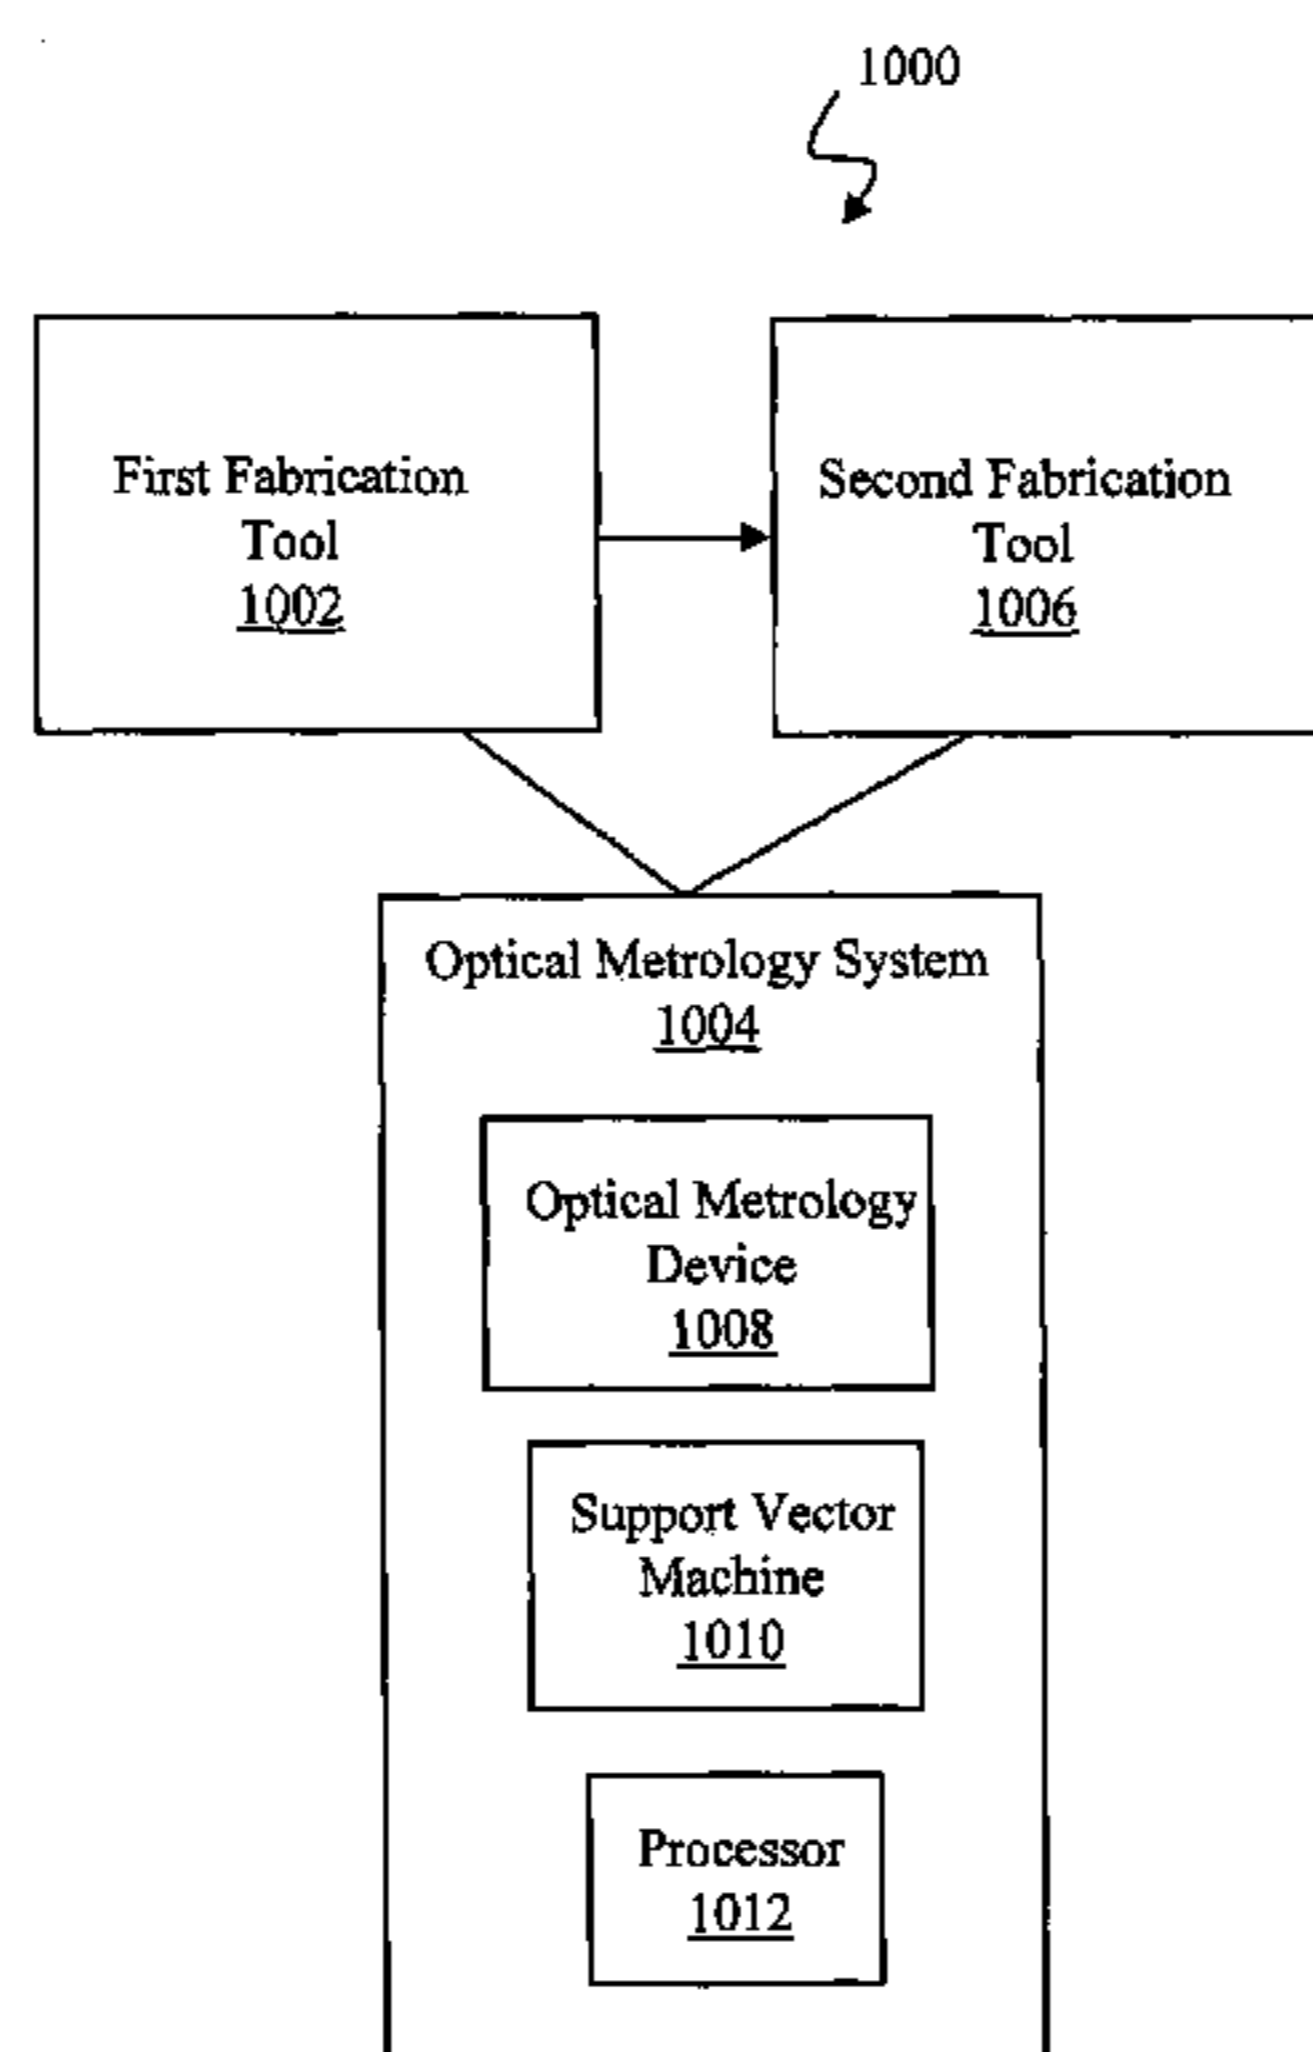 1000
First Fabrication
Tool
1002
Second Fabrication
Tool
1006
Optical Metrology System
1004
Optical Metrology
Device
1008
Support Vector
Machine
1010
Processor
1012